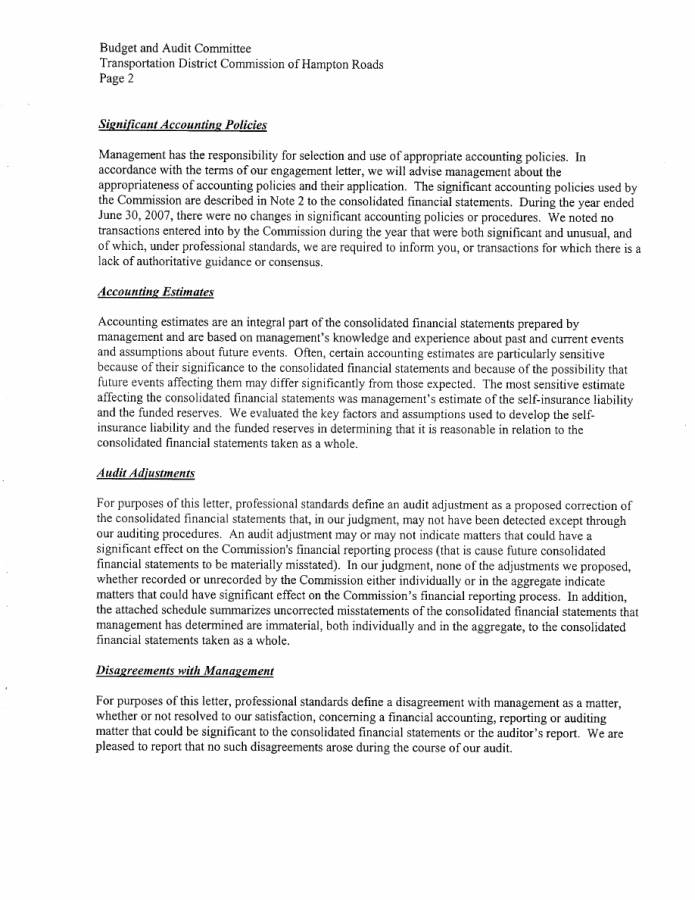 Budget and Audit Committee
Transportation District Commission of Hampton Roads
Page 2
Significant Accounting Policies
Management has the responsibility for selection and use of appropriate accounting policies. In
accordance with the terms of our engagement letter, we will advise management about the
appropriateness of accounting policies and their application. The significant accounting policies used by
the Commission are described in Note 2 to the consolidated financial statements. During the year ended
June 30, 2007, there were no changes in significant accounting policies or procedures. We noted no
transactions entered into by the Commission during the year that were both significant and unusual, and
of which, under professional standards, we are required to inform you, or transactions for which there is a
lack of authoritative guidance or consensus.
Accounting Estimates
Accounting estimates are an integral part of the consolidated financial statements prepared by
management and are based on management's knowledge and experience about past and current events
and assumptions about future events. Often, certain accounting estimates are particularly sensitive
because of their significance to the consolidated financial statements and because of the possibility that
future events affecting them may differ significantly from those expected. The most sensitive estimate
affecting the consolidated financial statements was management's estimate of the self-insurance liability
and the funded reserves. We evaluated the key factors and assumptions used to develop the self-
insurance liability and the funded reserves in determining that it is reasonable in relation to the
consolidated financial statements taken as a whole.
Audit Adjustments
For purposes of this letter, professional standards define an audit adjustment as a proposed correction of
the consolidated financial statements that, in our judgment, may not have been detected except through
our auditing procedures. An audit adjustment may or may not indicate matters that could have a
significant effect on the Commission's financial reporting process (that is cause future consolidated
financial statements to be materially misstated). In our judgment, none of the adjustments we proposed,
whether recorded or unrecorded by the Commission either individually or in the aggregate indicate
matters that could have significant effect on the Commission's financial reporting process. In addition,
the attached schedule summarizes uncorrected misstatements of the consolidated financial statements that
management has determined are immaterial, both individually and in the aggregate, to the consolidated
financial statements taken as a whole.
Disagreements with Management
For purposes of this letter, professional standards define a disagreement with management as a matter,
whether or not resolved to our satisfaction, concerning a financial accounting, reporting or auditing
matter that could be significant to the consolidated financial statements or the auditor's report. We are
pleased to report that no such disagreements arose during the course of our audit.